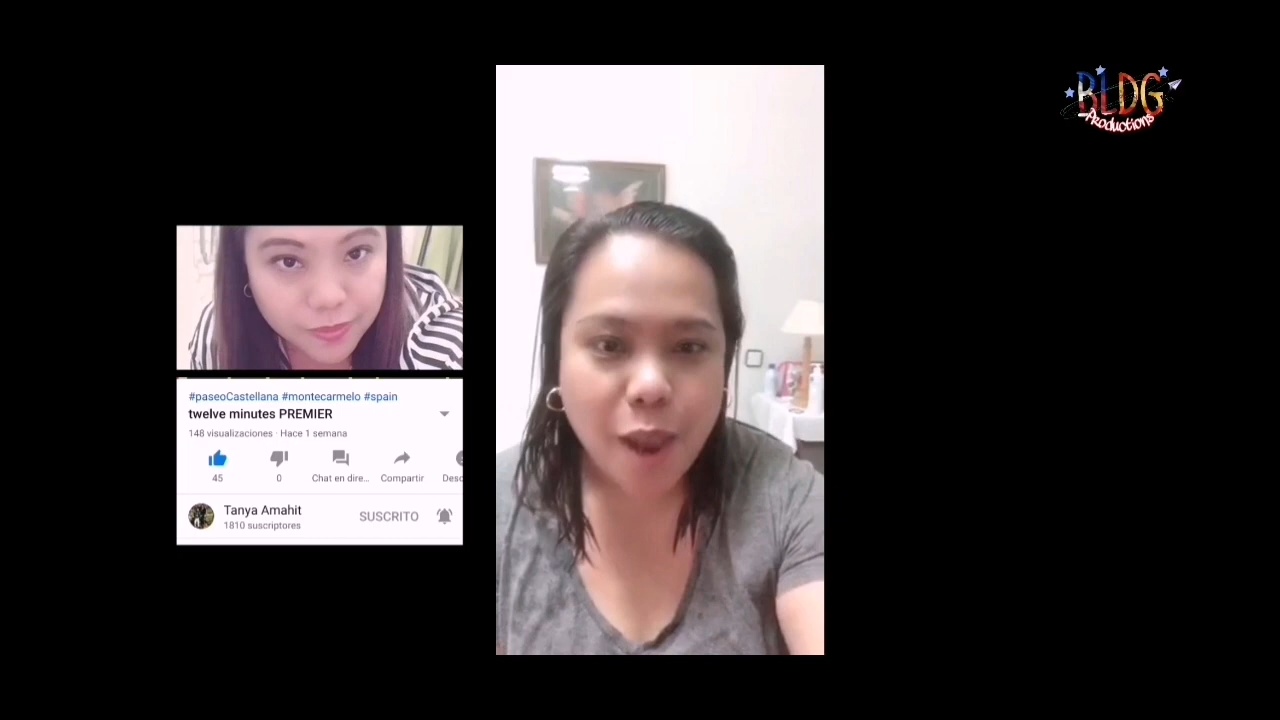 BLDG
Productions
#paseoCastellana #montecarmelo #spain
twelve minutes PREMIER
148 visualizaciones · Hace 1 semana
45
0
Chat en dire...
Compartir
Desc
Tanya Amahit
1810 suscriptores
SUSCRITO